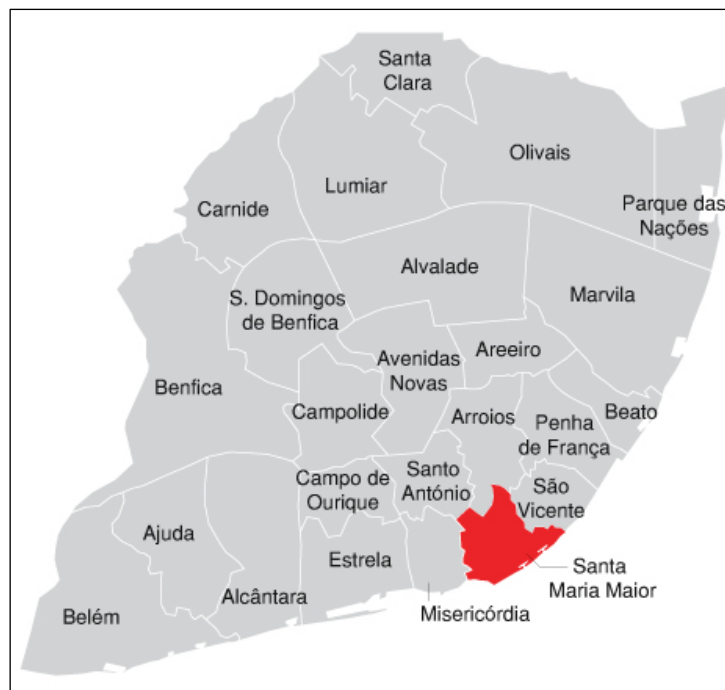 Santa
Clara
Olivais
Lumiar
Parque das
Nações
Carnide
Alvalade
Marvila
S. Domingos
de Benfica
Avenidas
Novas
Areeiro
Benfica
Campolide
Arroios
Penha
de França
Beato
Campo de
Ourique
Santo
António
São
Vicente
Ajuda
Estrela
Santa
Maria Maior
Alcântara
Misericórdia
Belém